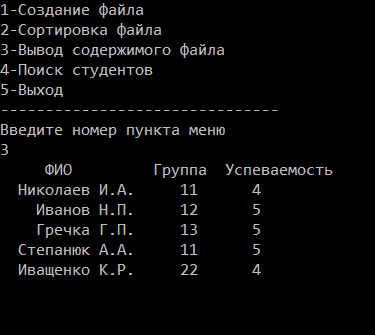 1-Создание файла
2-Сортировка файла
3-Вывод содержимого файла
4-Поиск студентов
5-Выход
-------------------------------
Введите номер пункта меню
3
ФИО Группа Успеваемость
Николаев И.А. 11 4
Иванов Н.П. 12 5
Гречка Г.П. 13 5
Степанюк А.А. 11 5
Иващенко К.Р. 22 4